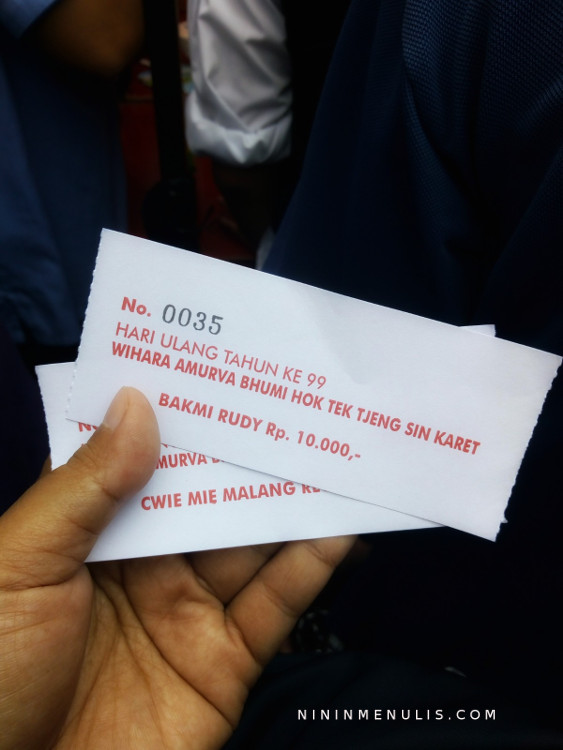 No. 0035
HARI ULANG TAHUN KE 99
WIHARA AMURVA BHUMI HOK TEK TJENG SIN KARET
BAKMI RUDY Rp. 10.000,-
CWIE MIE MALANG
NININMENULIS.COM